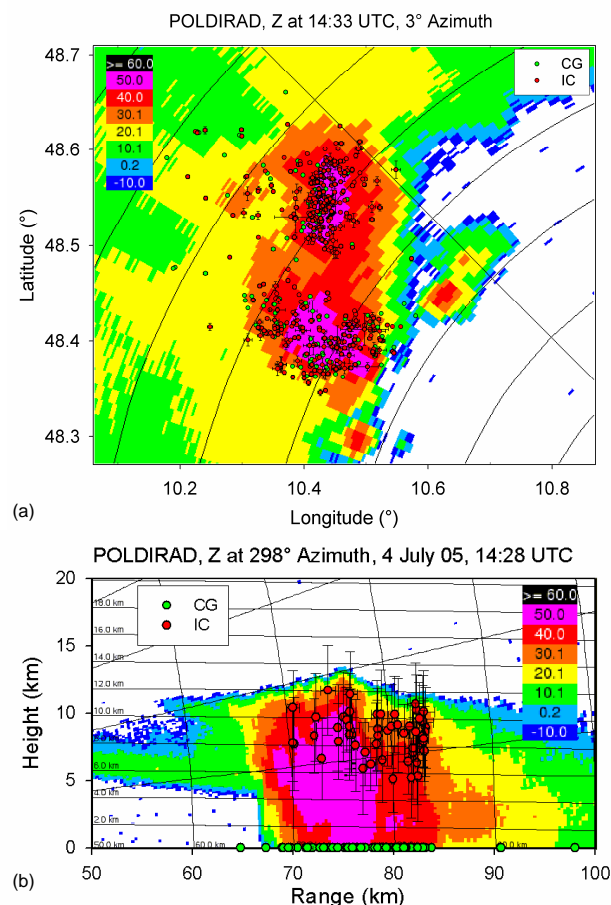 POLDIRAD, Z at 14:33 UTC, 3° Azimuth
48.7
>= 60.0
50.0
40.0
30.1
20.1
10.1
0.2
-10.0
CG
IC
48.6
48.5
48.4
48.3
Latitude (°)
10.2 10.4 10.6 10.8
Longitude (°)
(a)
POLDIRAD, Z at 298° Azimuth, 4 July 05, 14:28 UTC
20
CG
IC
>= 60.0
50.0
40.0
30.1
20.1
10.1
0.2
-10.0
18.0 km
16.0 km
15
14.0 km
12.0 km
10
10.0 km
5
6.0 km
4.0 km
2.0 km
0
50.0 km
60.0 km
Height (km)
50 60 70 80 90 100
Range (km)
(b)